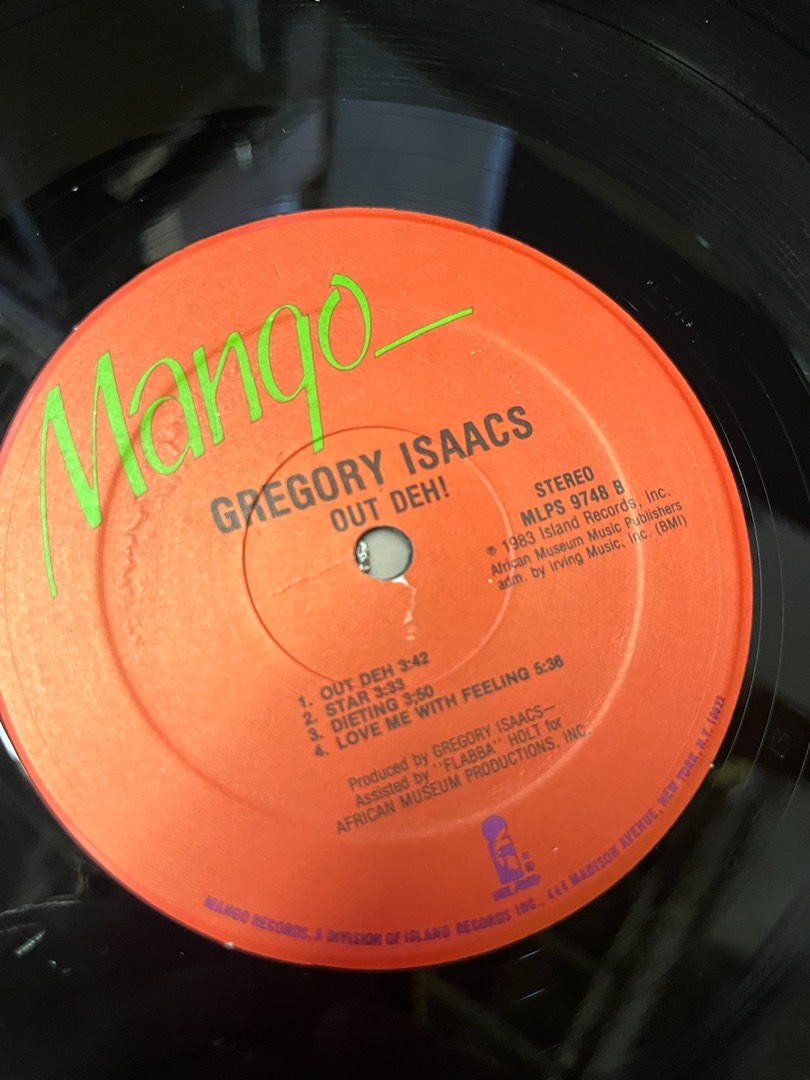 Mango
GREGORY ISAACS
OUT DEH!
STEREO
MLPS 9748 B
℗ 1983 Island Records, Inc.
African Museum Music Publishers
adm. by Irving Music, Inc. (BMI)
1. OUT DEH 3:42
2. STAR 3:33
3. DIETING 3:50
4. LOVE ME WITH FEELING 5:36
Produced by GREGORY ISAACS—
Assisted by "FLABBA" HOLT for
AFRICAN MUSEUM PRODUCTIONS, INC.
ISLAND
MANGO RECORDS, A DIVISION OF ISLAND RECORDS INC., 444 MADISON AVENUE, NEW YORK, N.Y. 10022